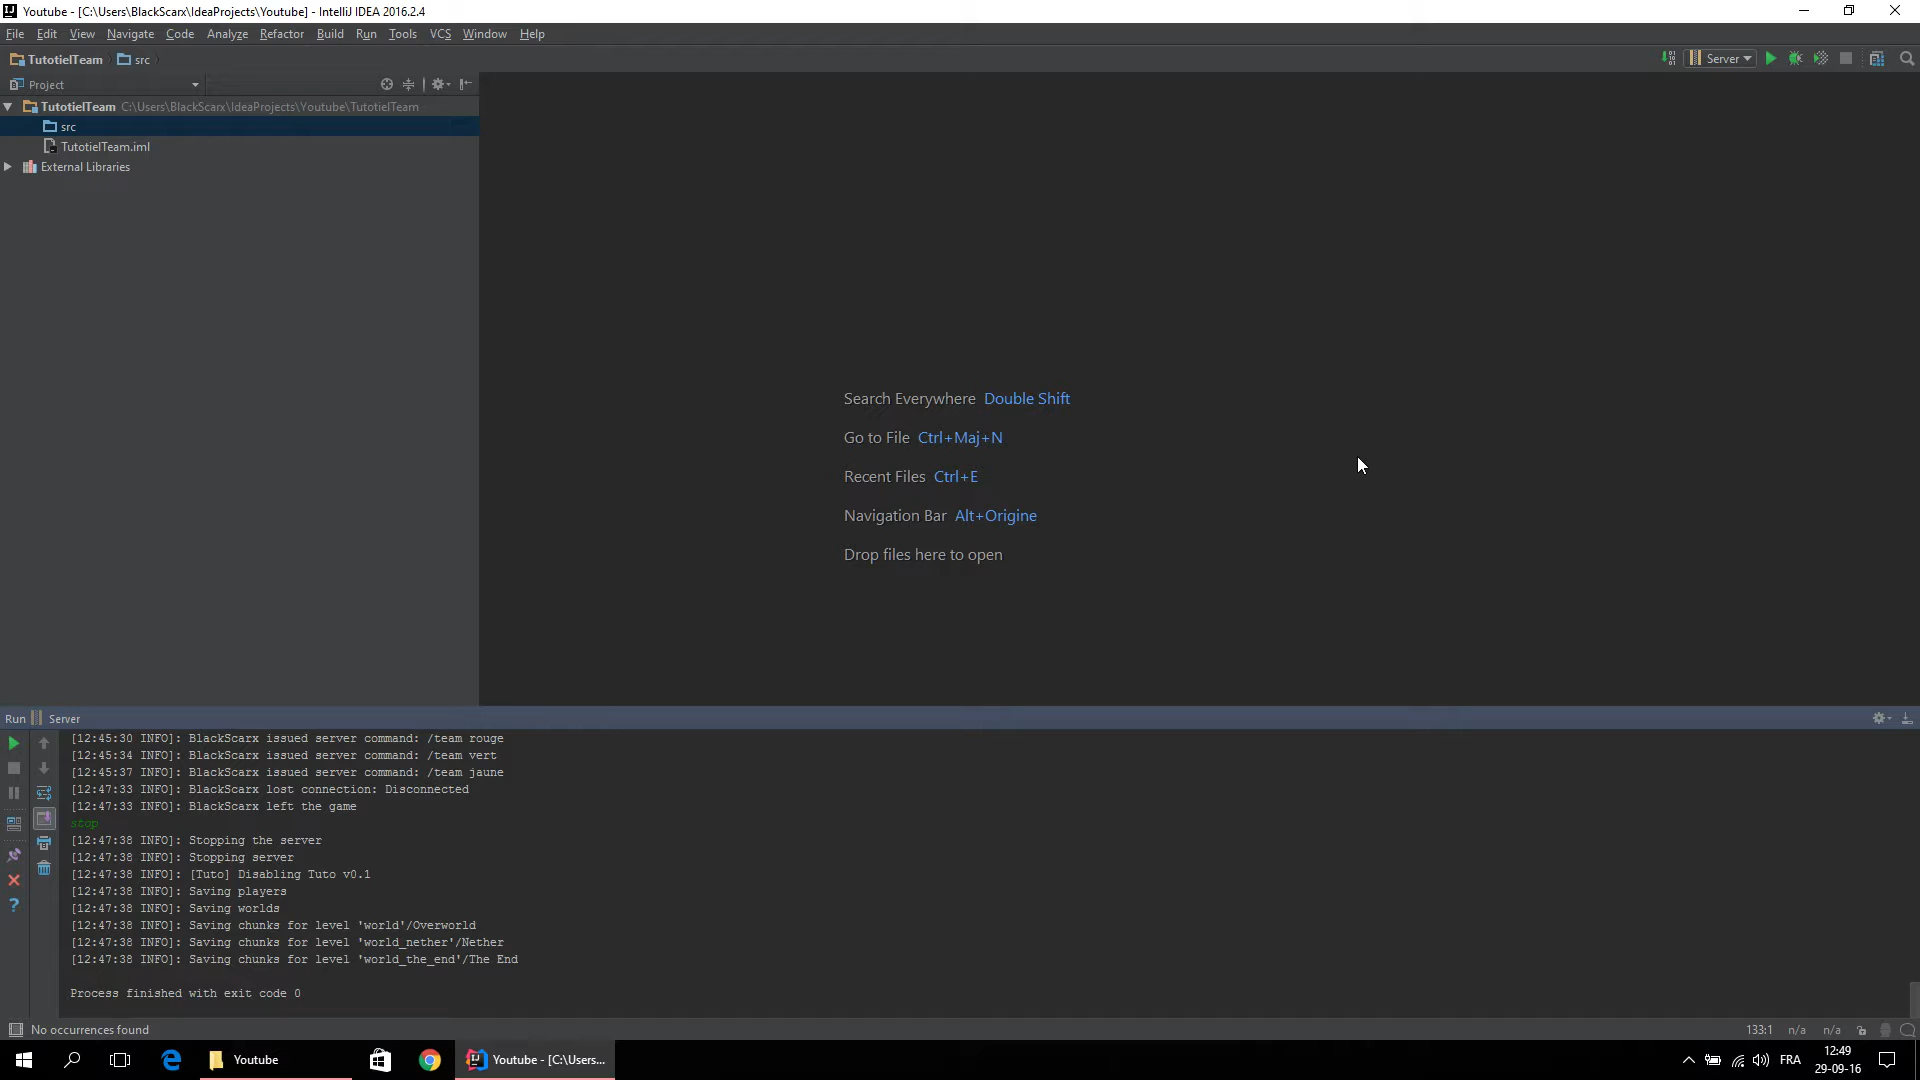 Youtube - [C:\Users\BlackScarx\IdeaProjects\Youtube] - IntelliJ IDEA 2016.2.4
File Edit View Navigate Code Analyze Refactor Build Run Tools VCS Window Help
TutotielTeam src Server
Project
TutotielTeam C:\Users\BlackScarx\IdeaProjects\Youtube\TutotielTeam
src
TutotielTeam.iml
External Libraries
Search Everywhere Double Shift
Go to File Ctrl+Maj+N
Recent Files Ctrl+E
Navigation Bar Alt+Origine
Drop files here to open
Run Server
[12:45:30 INFO]: BlackScarx issued server command: /team rouge
[12:45:34 INFO]: BlackScarx issued server command: /team vert
[12:45:37 INFO]: BlackScarx issued server command: /team jaune
[12:47:33 INFO]: BlackScarx lost connection: Disconnected
[12:47:33 INFO]: BlackScarx left the game
stop
[12:47:38 INFO]: Stopping the server
[12:47:38 INFO]: Stopping server
[12:47:38 INFO]: [Tuto] Disabling Tuto v0.1
[12:47:38 INFO]: Saving players
[12:47:38 INFO]: Saving worlds
[12:47:38 INFO]: Saving chunks for level 'world'/Overworld
[12:47:38 INFO]: Saving chunks for level 'world_nether'/Nether
[12:47:38 INFO]: Saving chunks for level 'world_the_end'/The End
Process finished with exit code 0
No occurrences found 133:1 n/a n/a
Youtube Youtube - [C:\Users... FRA 12:49
29-09-16